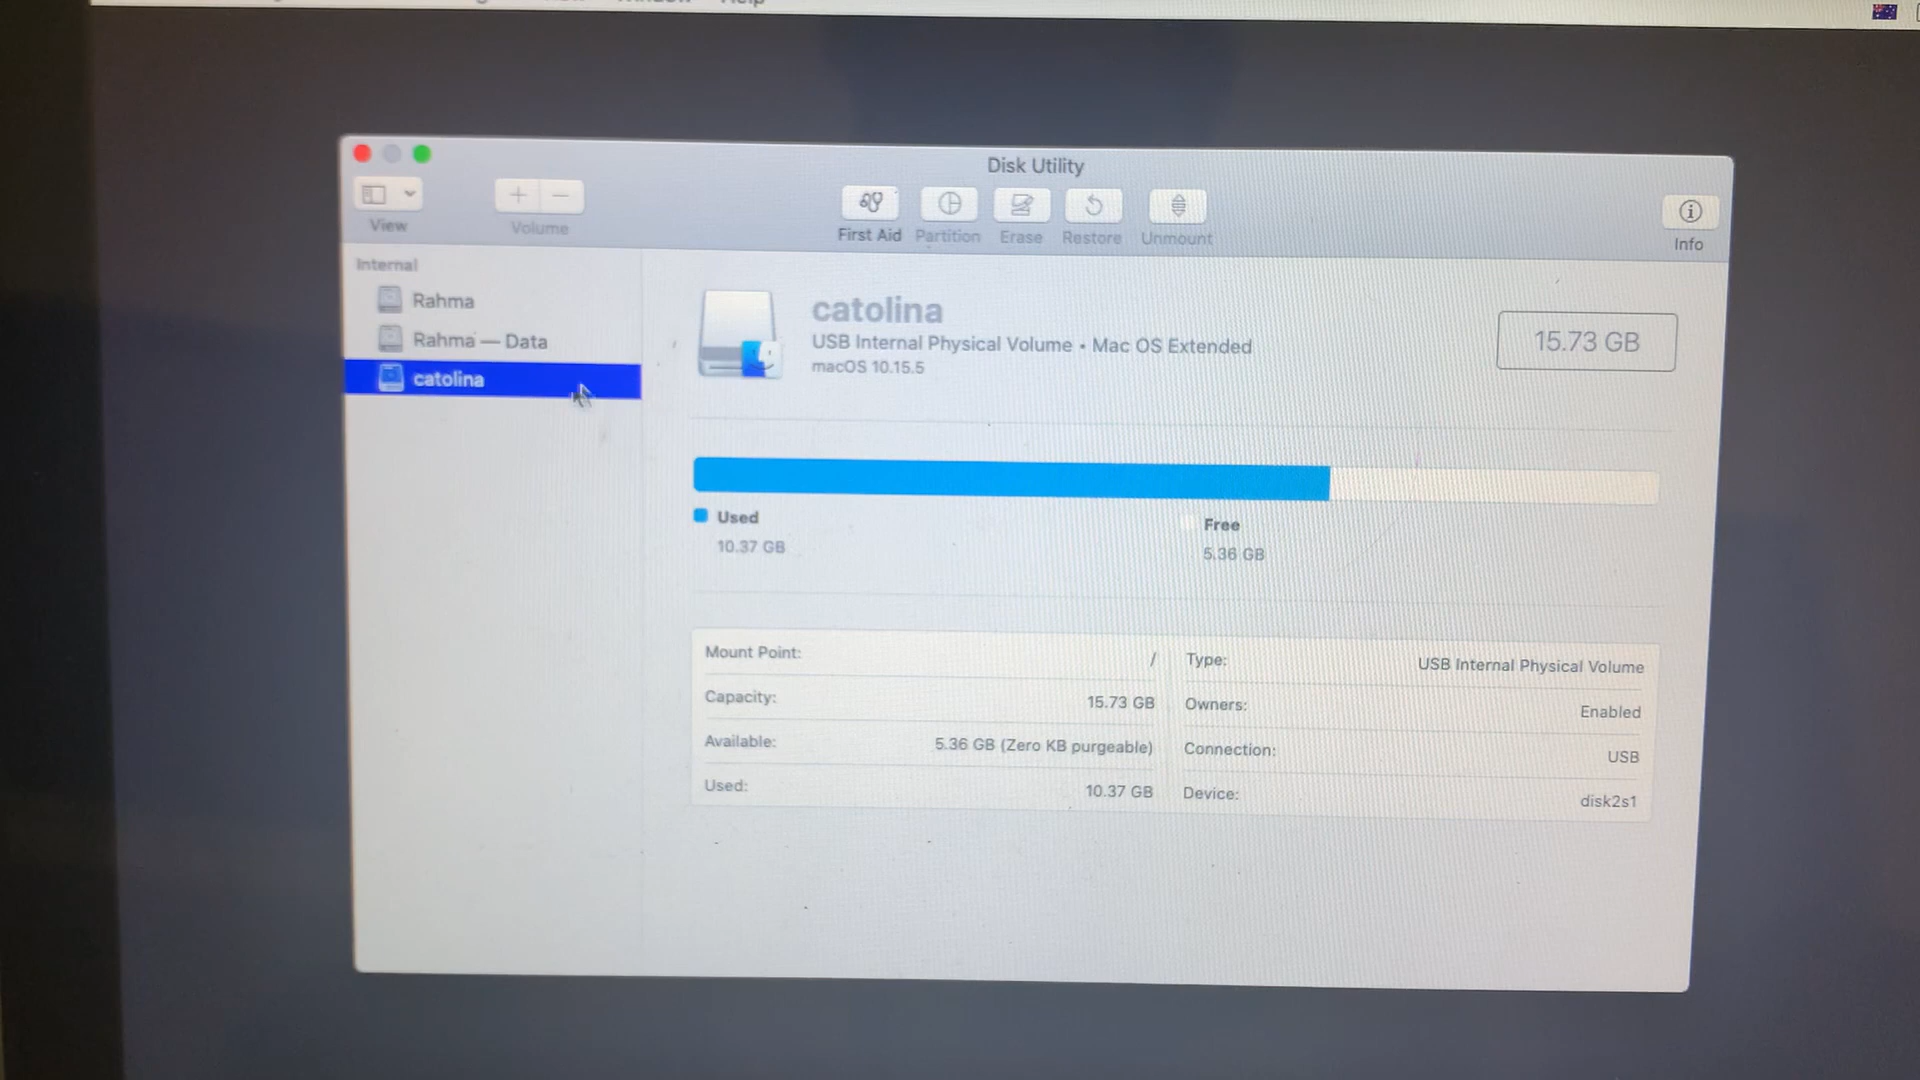 Window Help
Disk Utility
View
Volume
First Aid
Partition
Erase
Restore
Unmount
Info
Internal
Rahma
Rahma — Data
catolina
catolina
USB Internal Physical Volume • Mac OS Extended
macOS 10.15.5
15.73 GB
Used
10.37 GB
Free
5.36 GB
Mount Point: /
Capacity: 15.73 GB
Available: 5.36 GB (Zero KB purgeable)
Used: 10.37 GB
Type: USB Internal Physical Volume
Owners: Enabled
Connection: USB
Device: disk2s1